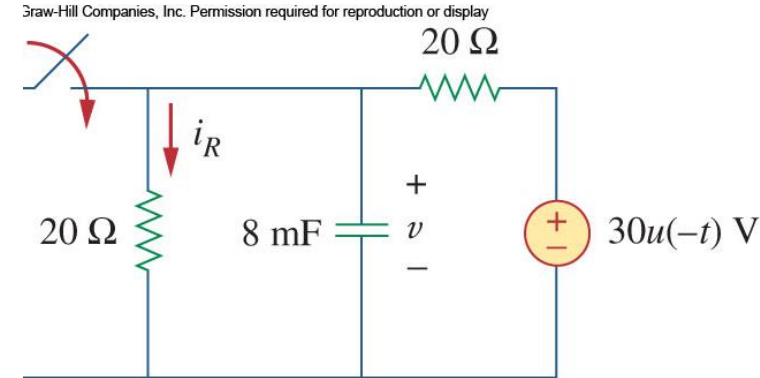 Graw-Hill Companies, Inc. Permission required for reproduction or display
20 Ω
iR
+
20 Ω
8 mF
v
+
30u(–t) V
–